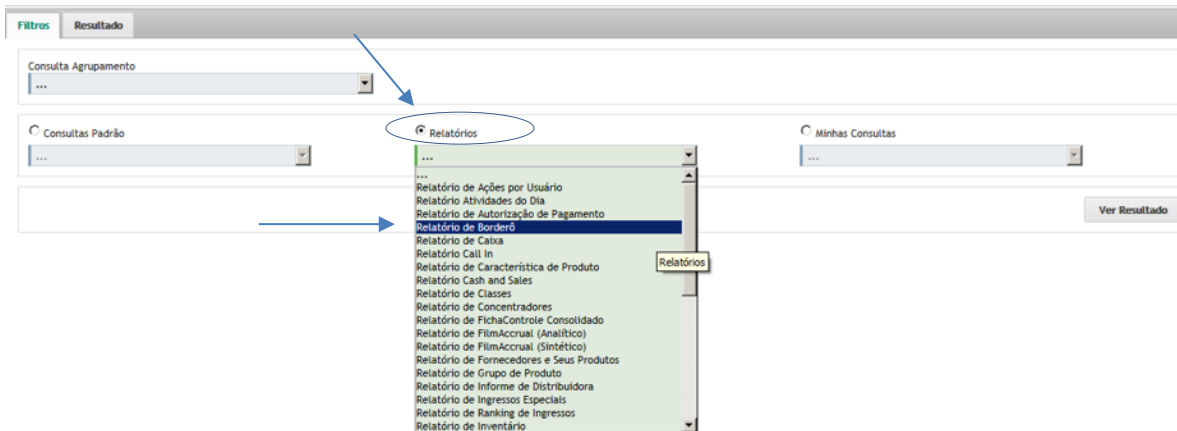 Filtros Resultado
Consulta Agrupamento
...
Consultas Padrão Relatórios Minhas Consultas
... ... ...
...
Relatório de Ações por Usuário
Relatório Atividades do Dia
Relatório de Autorização de Pagamento
Relatório de Borderô
Relatório de Caixa
Relatório Call In
Relatório de Característica de Produto
Relatório Cash and Sales
Relatório de Classes
Relatório de Concentradores
Relatório de FichaControle Consolidado
Relatório de FilmAccrual (Analítico)
Relatório de FilmAccrual (Sintético)
Relatório de Fornecedores e Seus Produtos
Relatório de Grupo de Produto
Relatório de Informe de Distribuidora
Relatório de Ingressos Especiais
Relatório de Ranking de Ingressos
Relatório de Inventário
Relatórios
Ver Resultado